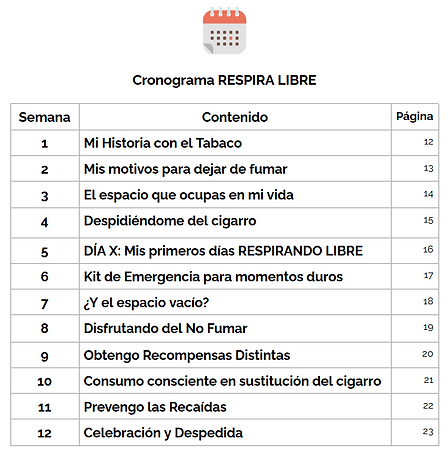 Cronograma RESPIRA LIBRE
Semana Contenido Página
1 Mi Historia con el Tabaco 12
2 Mis motivos para dejar de fumar 13
3 El espacio que ocupas en mi vida 14
4 Despidiéndome del cigarro 15
5 DÍA X: Mis primeros días RESPIRANDO LIBRE 16
6 Kit de Emergencia para momentos duros 17
7 ¿Y el espacio vacío? 18
8 Disfrutando del No Fumar 19
9 Obtengo Recompensas Distintas 20
10 Consumo consciente en sustitución del cigarro 21
11 Prevengo las Recaídas 22
12 Celebración y Despedida 23